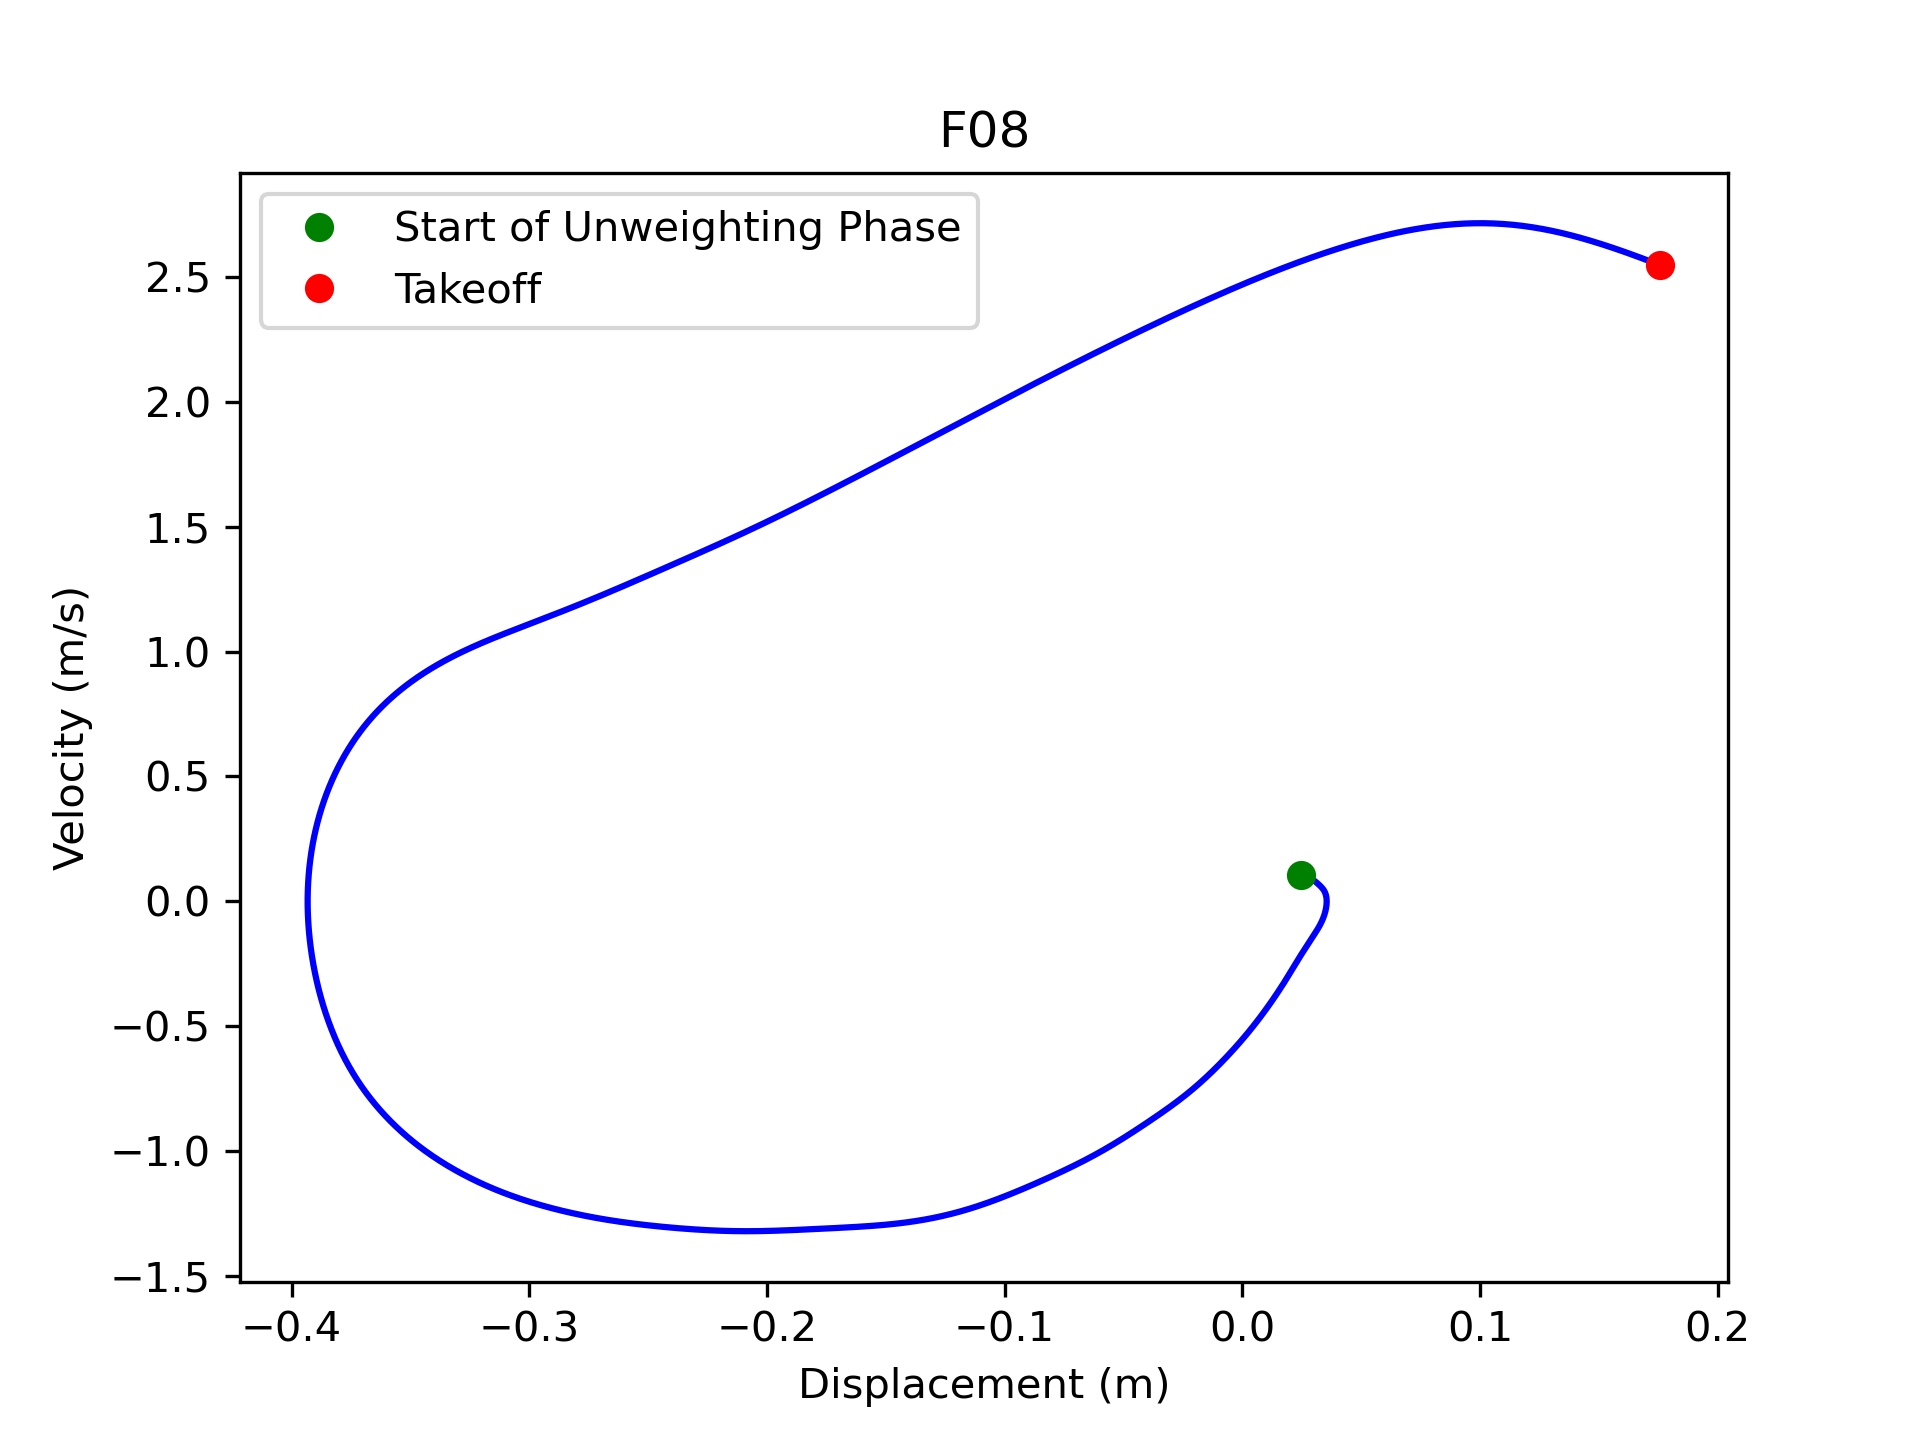 F08
Start of Unweighting Phase
Takeoff
Velocity (m/s)
2.5
2.0
1.5
1.0
0.5
0.0
−0.5
−1.0
−1.5
−0.4 −0.3 −0.2 −0.1 0.0 0.1 0.2
Displacement (m)